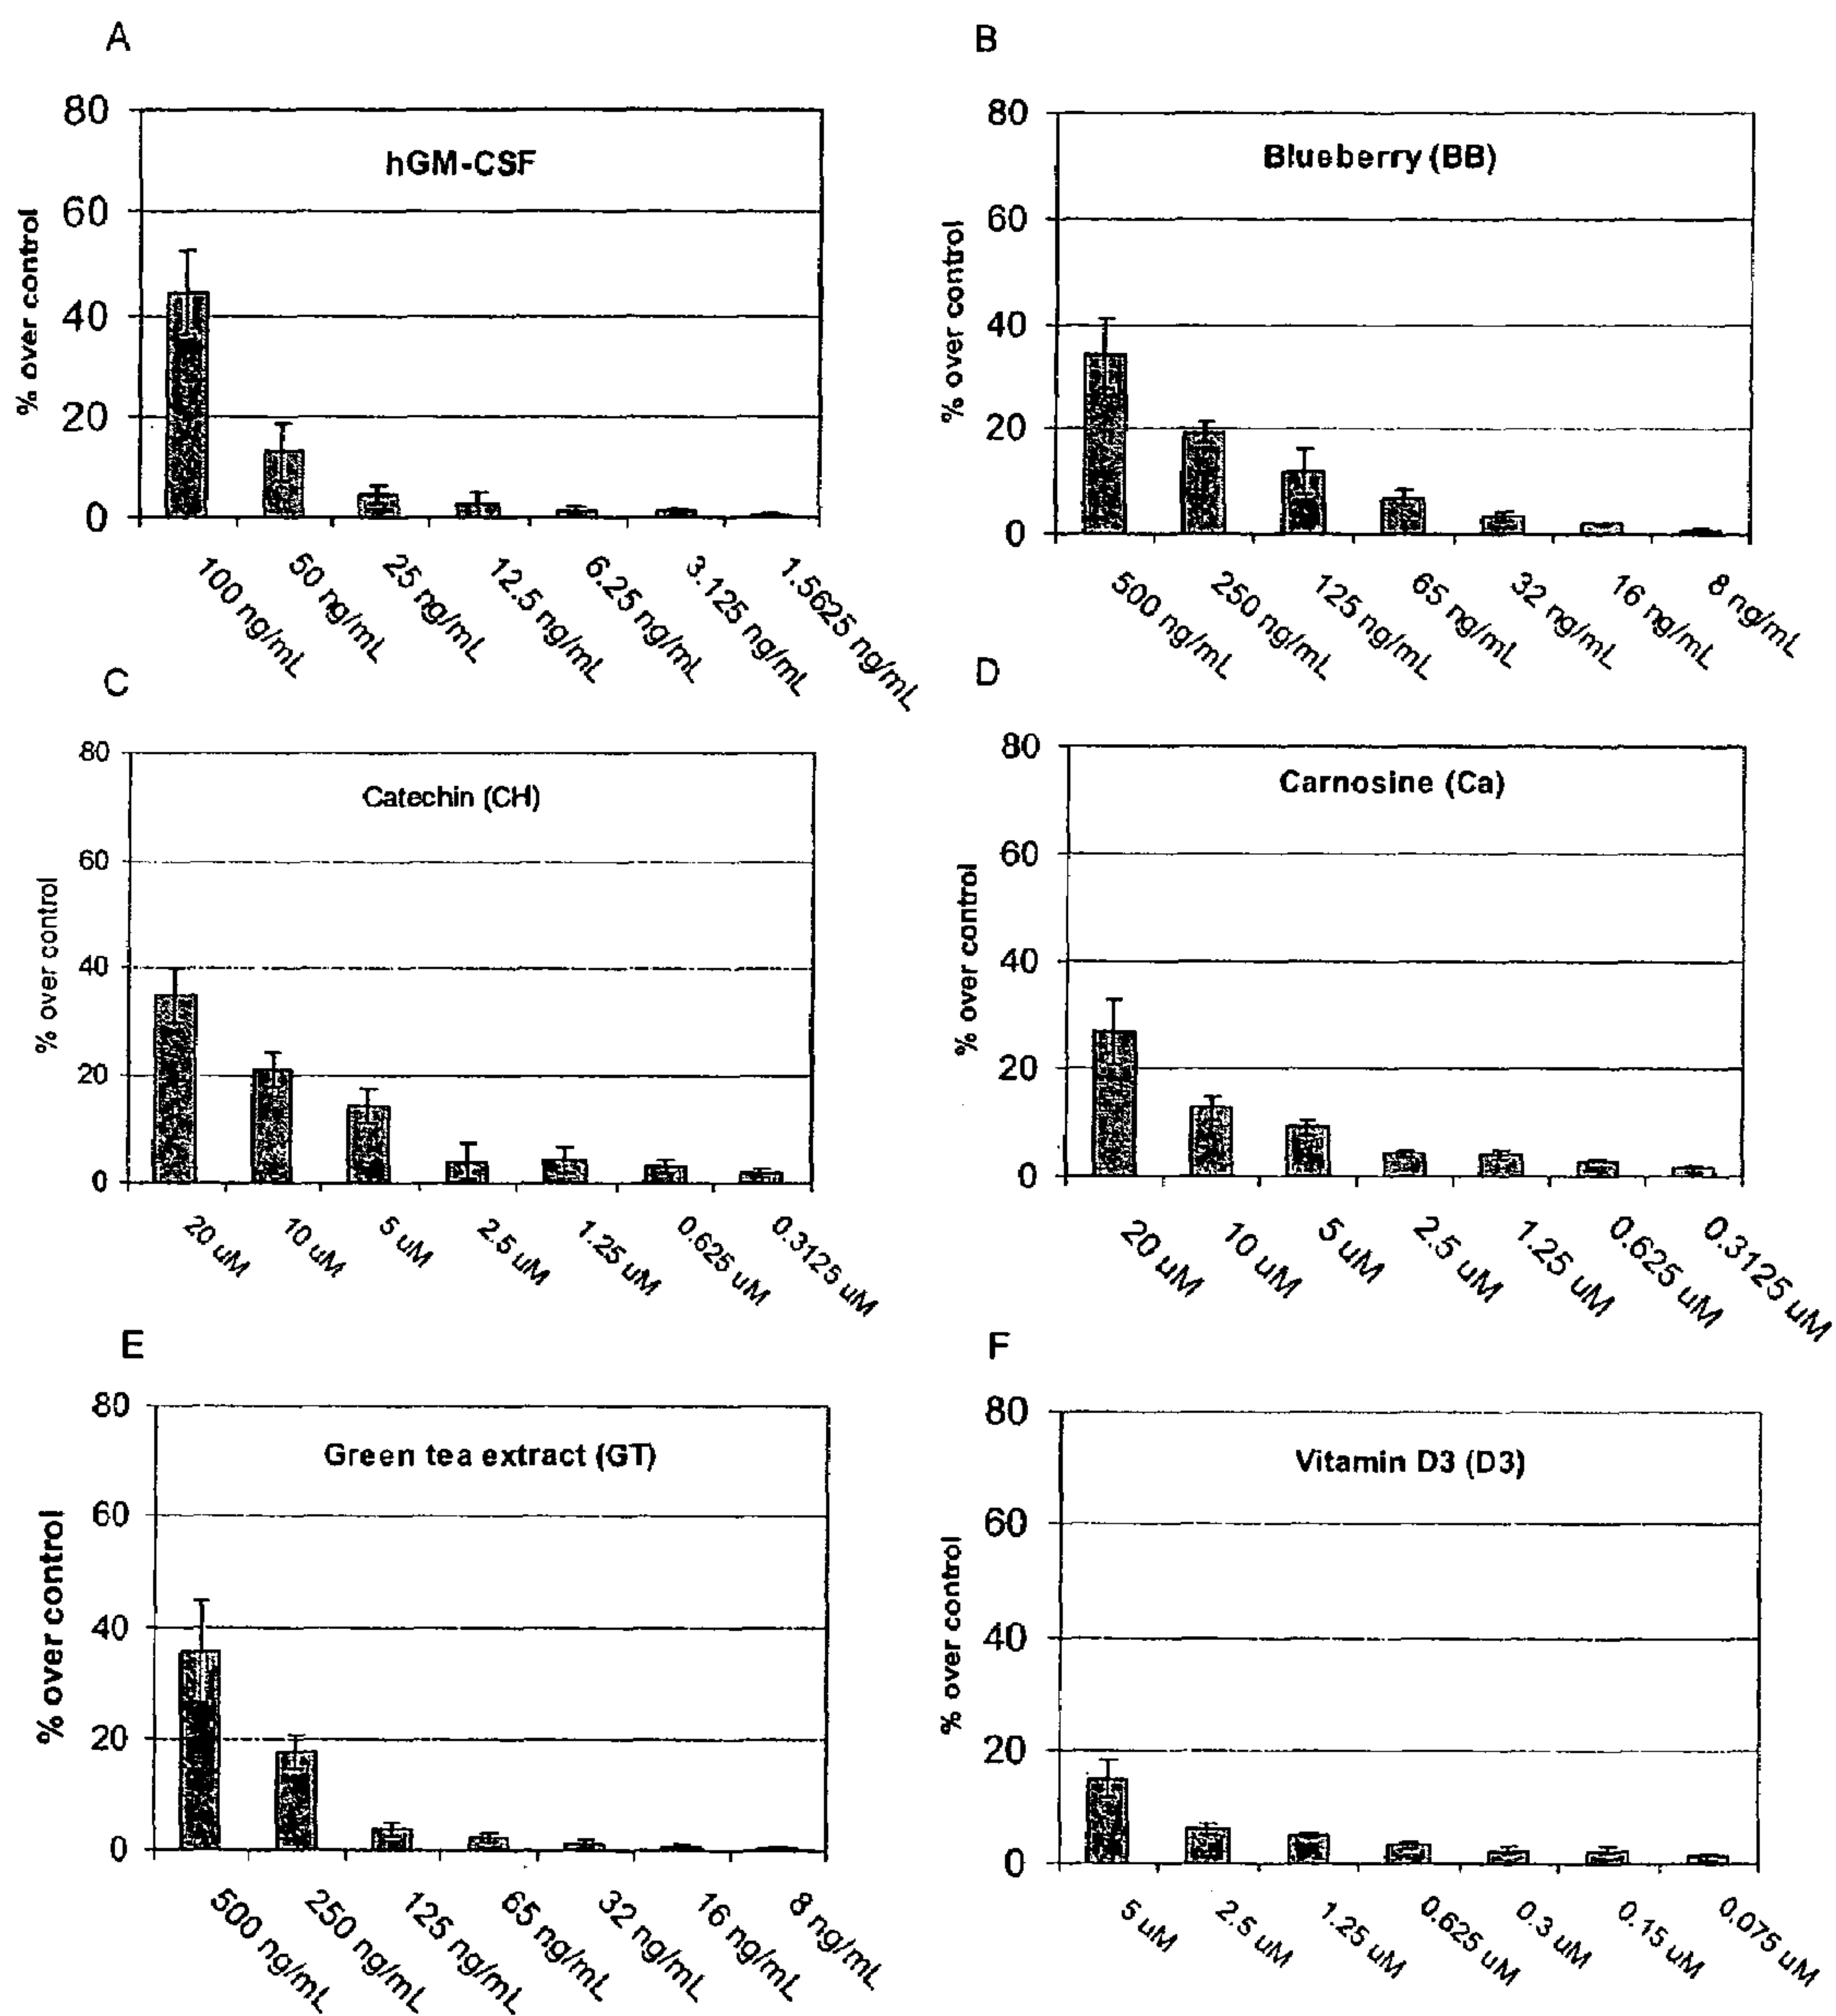 A
hGM-CSF
% over control
80
60
40
20
0
100 ng/mL
50 ng/mL
25 ng/mL
12.5 ng/mL
6.25 ng/mL
3.125 ng/mL
1.5625 ng/mL
B
Blueberry (BB)
% over control
80
60
40
20
0
500 ng/mL
250 ng/mL
125 ng/mL
65 ng/mL
32 ng/mL
16 ng/mL
8 ng/mL
C
Catechin (CH)
% over control
80
60
40
20
0
20 uM
10 uM
5 uM
2.5 uM
1.25 uM
0.625 uM
0.3125 uM
D
Carnosine (Ca)
% over control
80
60
40
20
0
20 uM
10 uM
5 uM
2.5 uM
1.25 uM
0.625 uM
0.3125 uM
E
Green tea extract (GT)
% over control
80
60
40
20
0
500 ng/mL
250 ng/mL
125 ng/mL
65 ng/mL
32 ng/mL
16 ng/mL
8 ng/mL
F
Vitamin D3 (D3)
% over control
80
60
40
20
0
5 uM
2.5 uM
1.25 uM
0.625 uM
0.3 uM
0.15 uM
0.075 uM